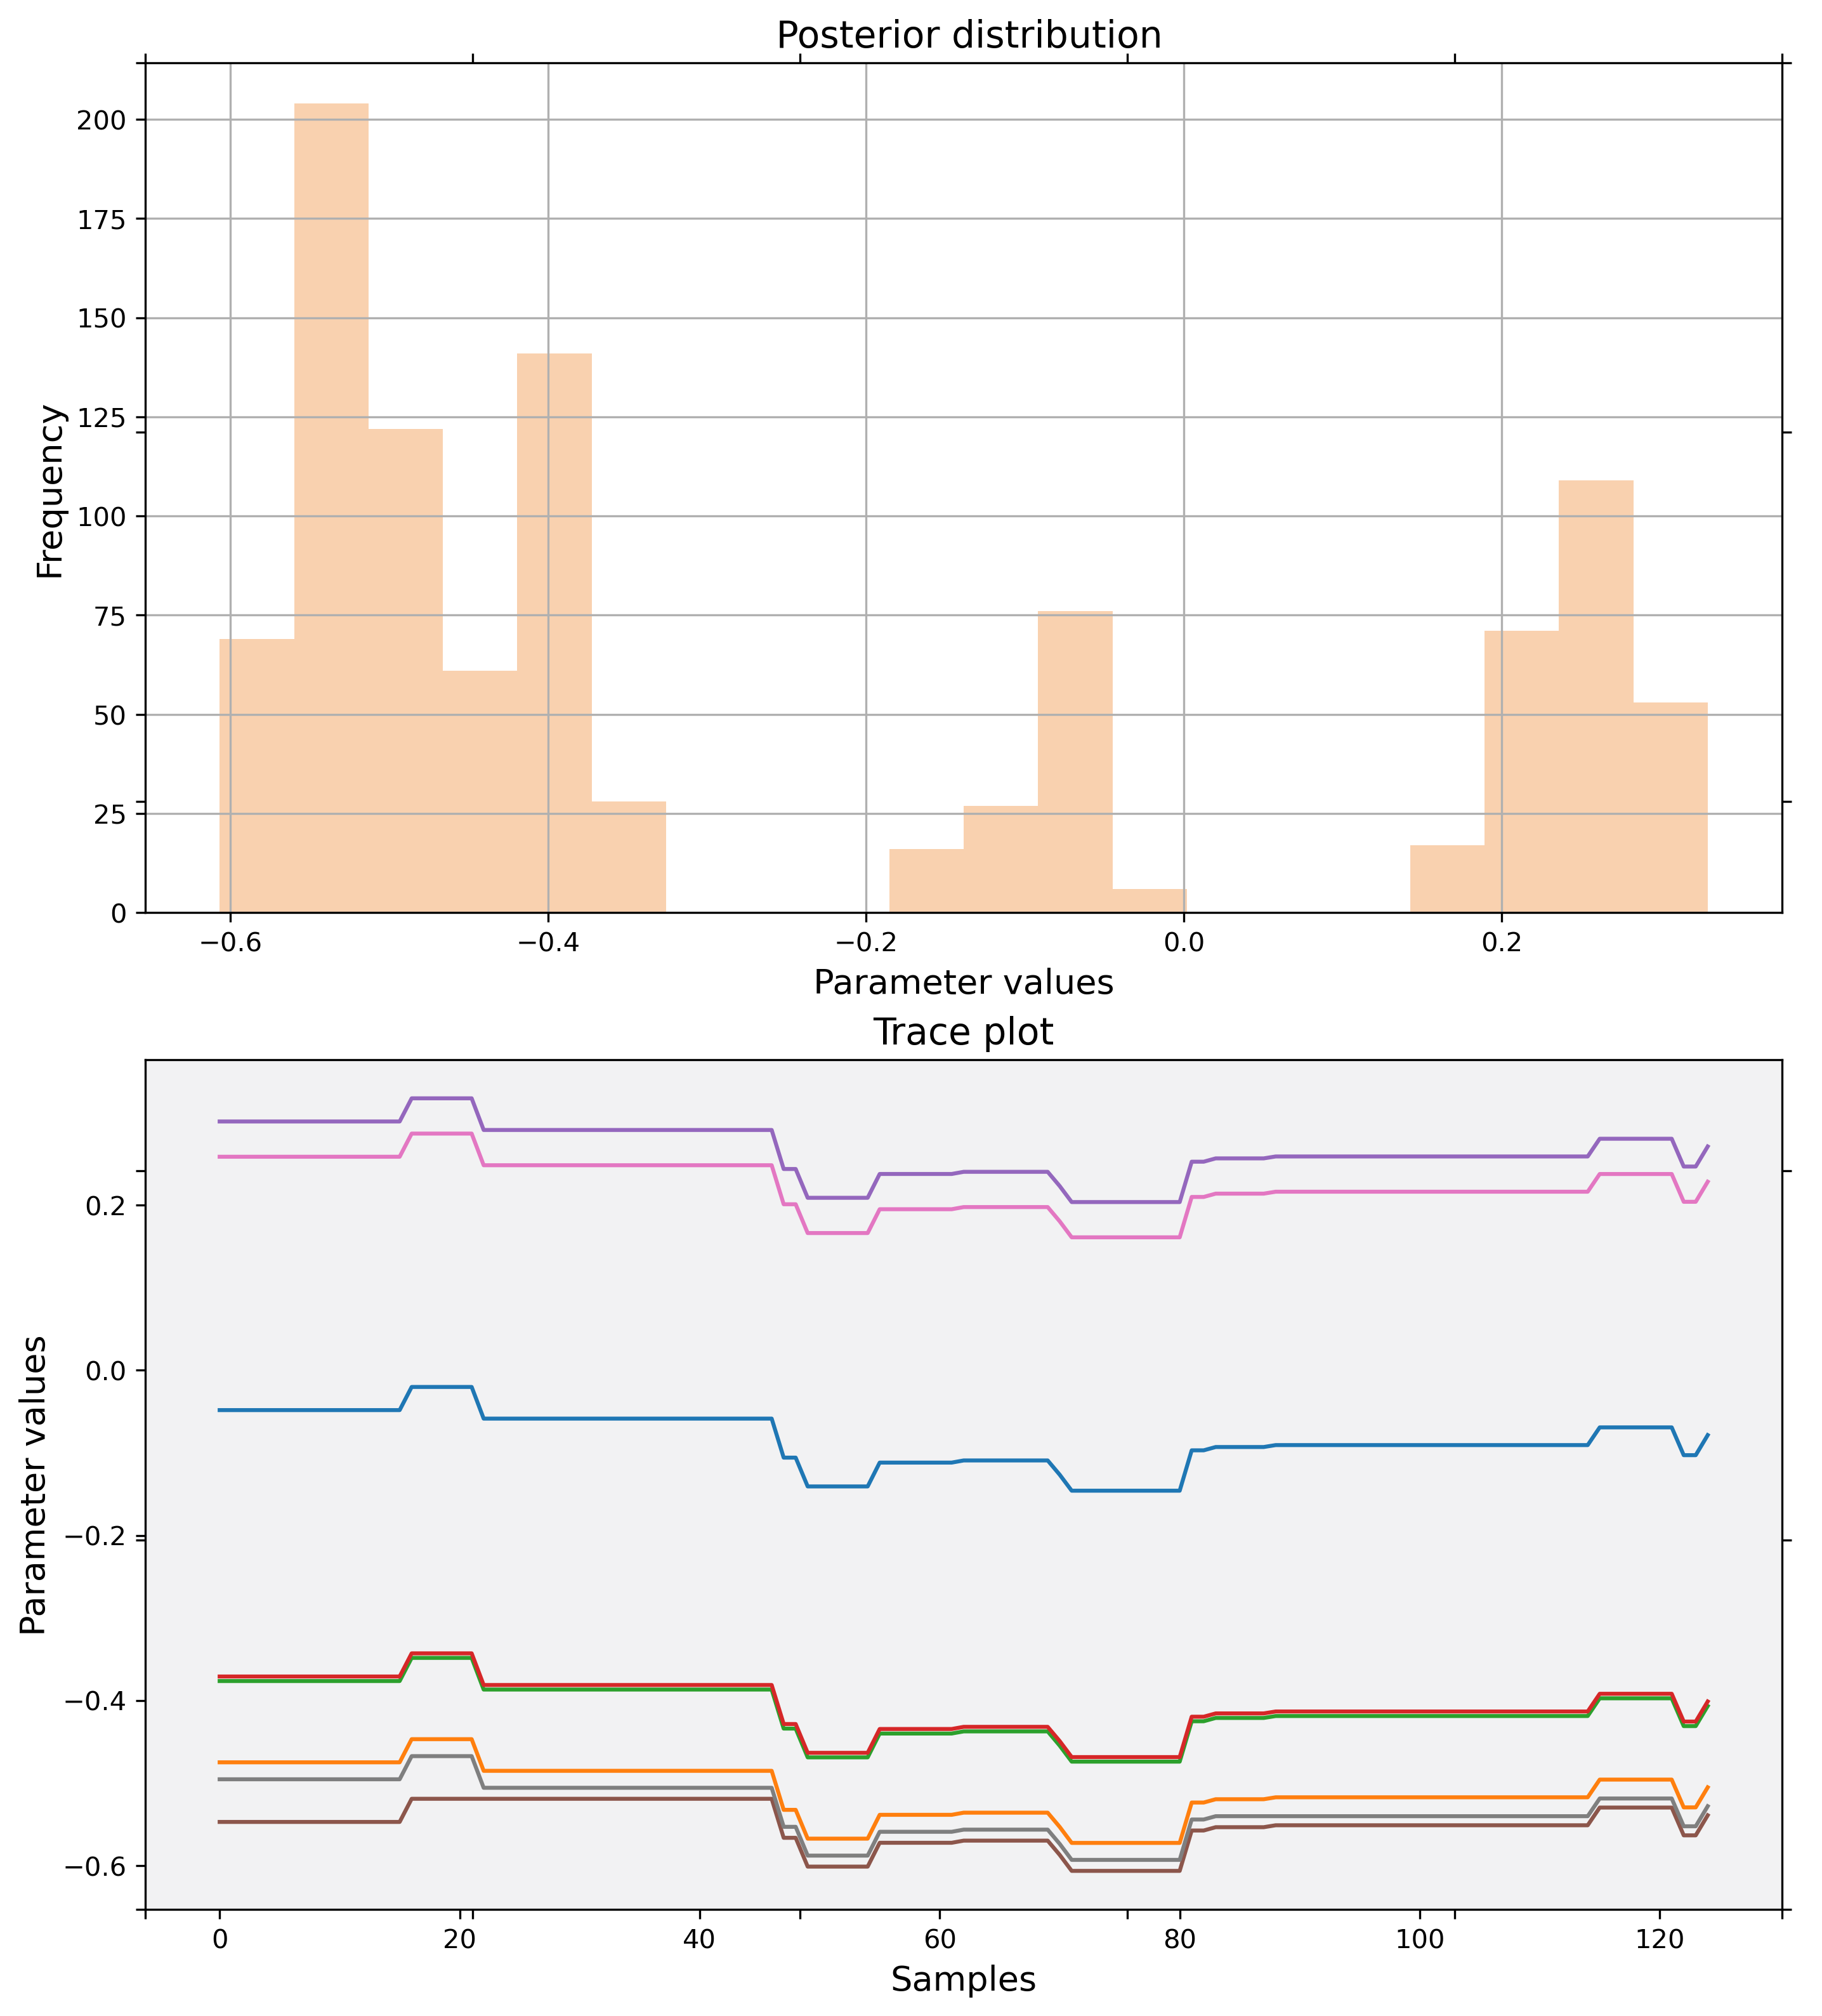 Posterior distribution
200
175
150
125
100
75
50
25
0
Frequency
−0.6 −0.4 −0.2 0.0 0.2
Parameter values
Trace plot
0.2
0.0
−0.2
−0.4
−0.6
Parameter values
0 20 40 60 80 100 120
Samples